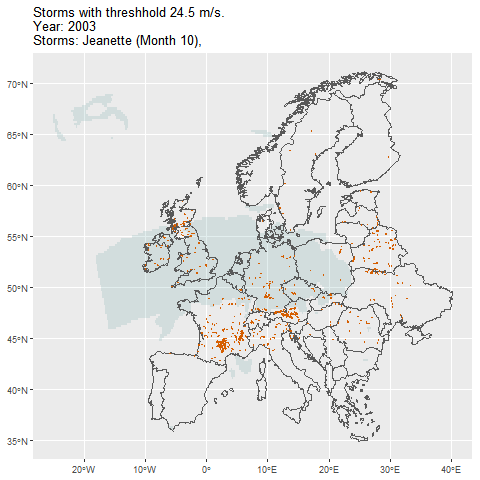 Storms with threshhold 24.5 m/s.
Year: 2003
Storms: Jeanette (Month 10),
70°N
65°N
60°N
55°N
50°N
45°N
40°N
35°N
20°W
10°W
0°
10°E
20°E
30°E
40°E